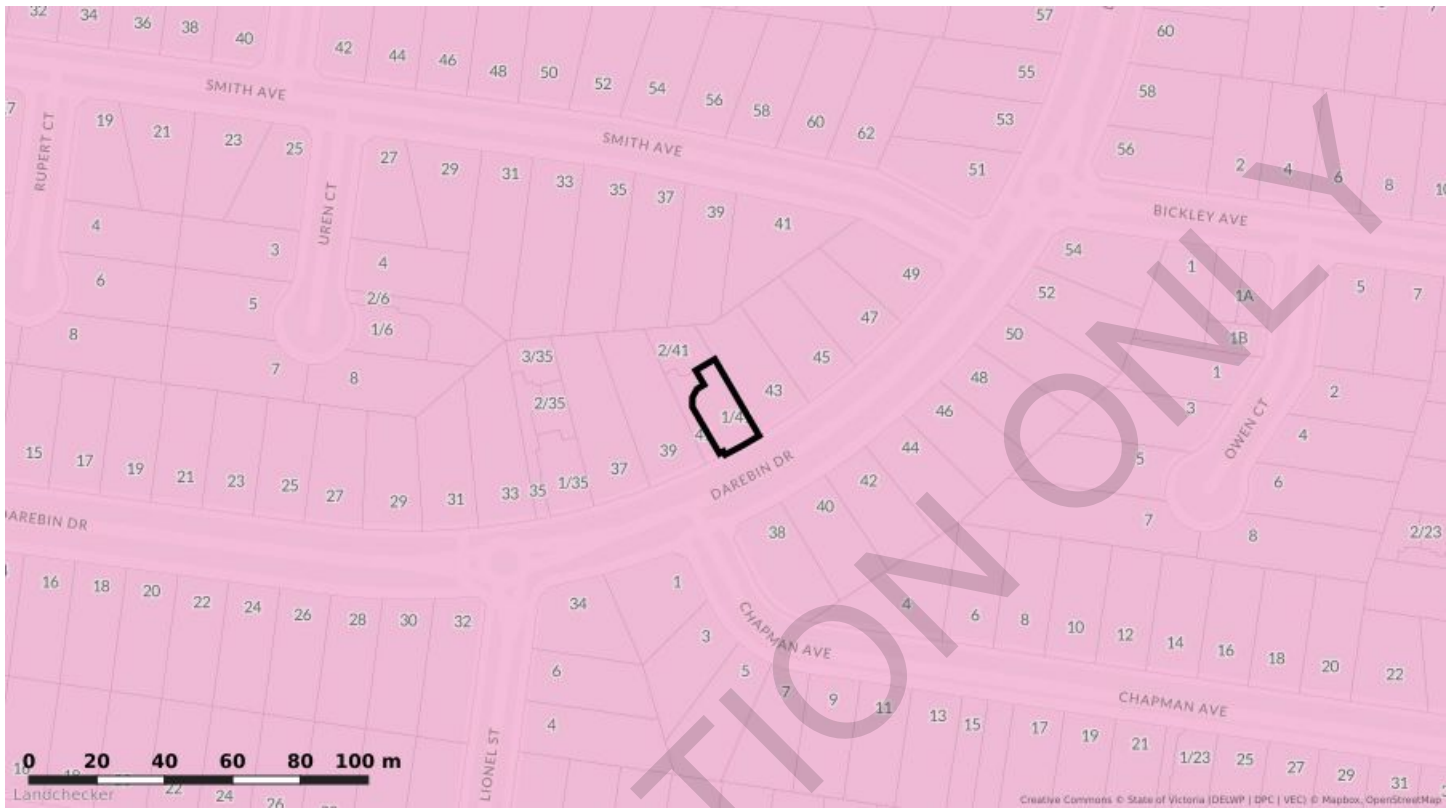 32 34 36 38 40 42 44 46 48 50 52 54 56 58 60 62
57 60
55 58
53 56
51
SMITH AVE
SMITH AVE
RUPERT CT
UREN CT
19 21 23 25 27 29 31 33 35 37 39 41
2 4 6 8
BICKLEY AVE
4 3 4
6 5 2/6
1/6
8 7 8
49
47
45
43
54
52
50
48
46
44
42
40
38
1 1A 5 7
1B
1 2
3 4
5 6
7 8
OWEN CT
2/23
3/35 2/41
2/35
1/4
39
37
1/35
35
33
15 17 19 21 23 25 27 29 31
DAREBIN DR
DAREBIN DR
16 18 20 22 24 26 28 30 32
34 1
3
6 5
4 7 9 11 13 15 17 19 21 1/23 25 27 29 31
CHAPMAN AVE
4 6 8 10 12 14 16 18 20 22
CHAPMAN AVE
LIONEL ST
22 24 26
0 20 40 60 80 100 m
Landchecker
TION ONLY
Creative Commons © State of Victoria (DELWP | DPC | VEC) © Mapbox, OpenStreetMap